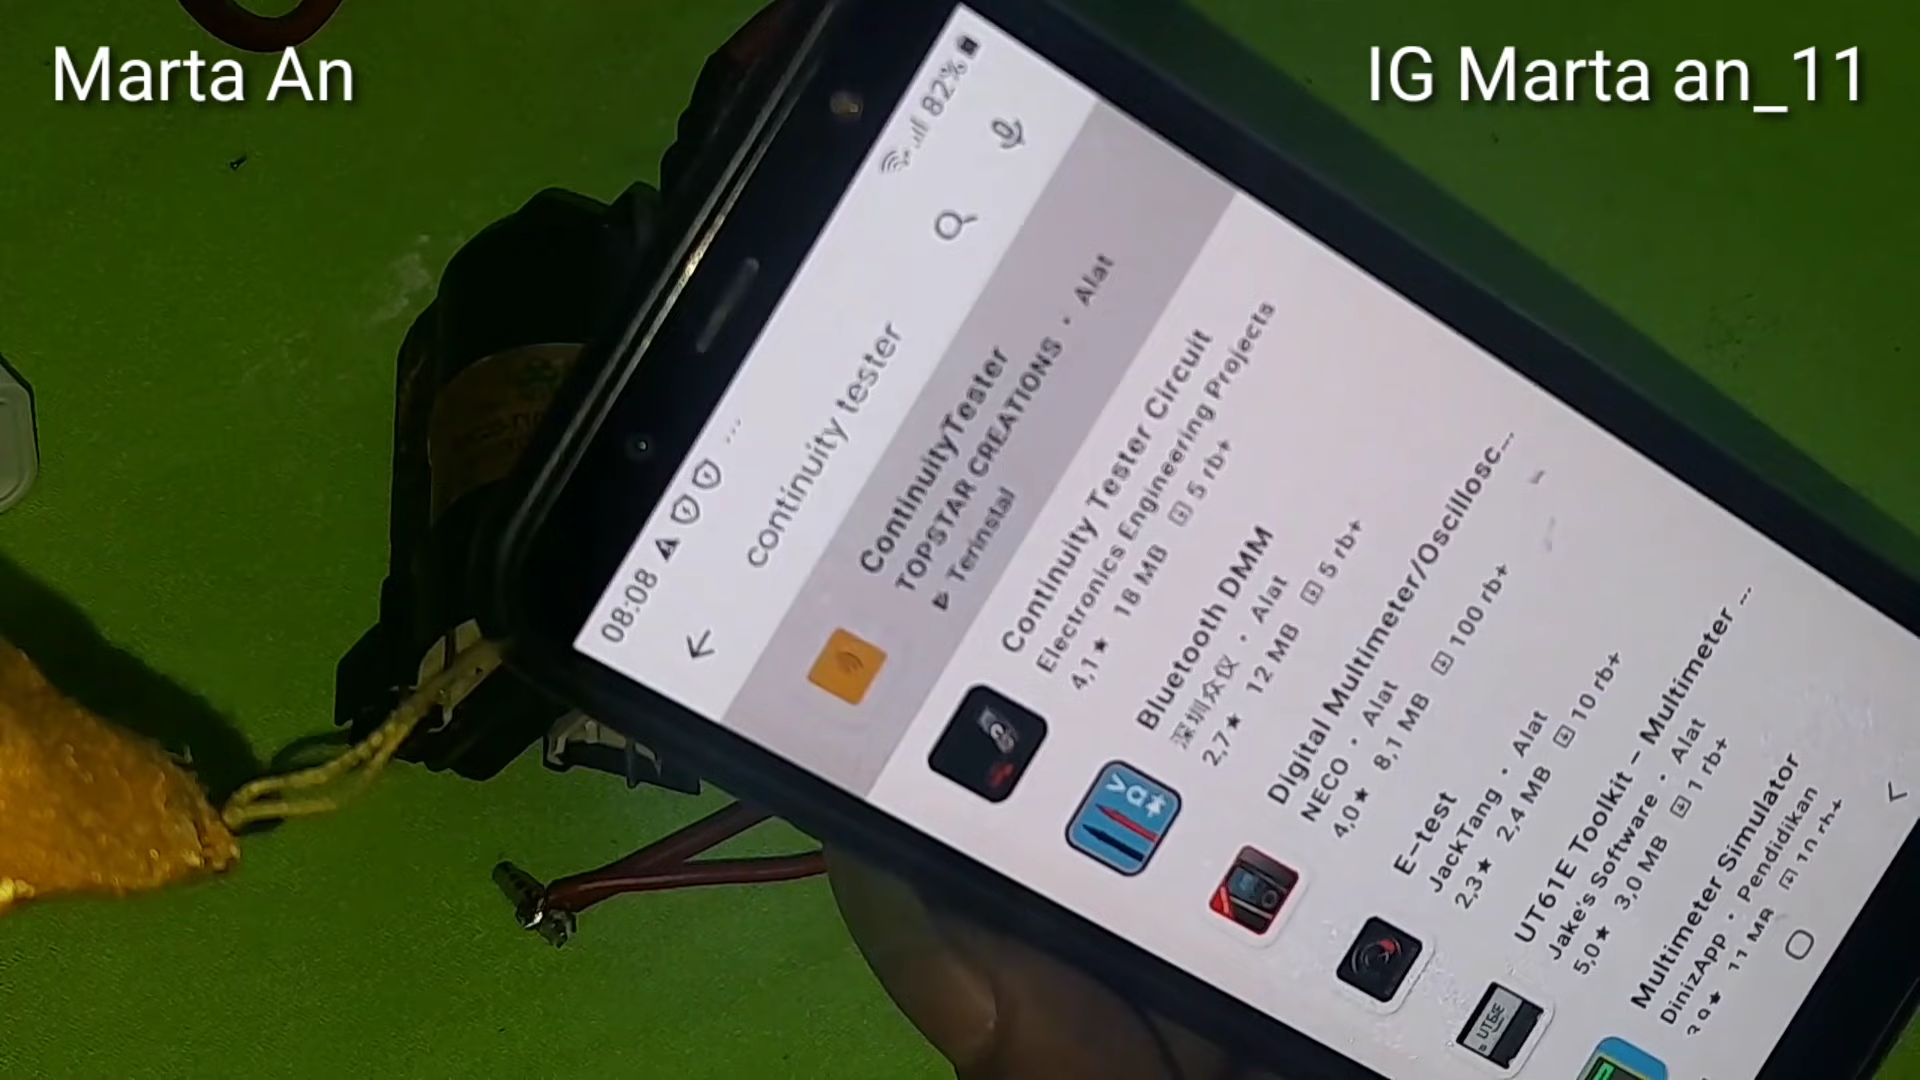 Marta An
IG Marta an_11
08:08
82%
continuity tester
ContinuityTester
TOPSTAR CREATIONS • Alat
Terinstal
Continuity Tester Circuit
Electronics Engineering Projects
4,1★ 18 MB 5 rb+
Bluetooth DMM
深圳众仪 • Alat
2,7★ 12 MB 5 rb+
Digital Multimeter/Oscillosc...
NECO • Alat
4,0★ 8,1 MB 100 rb+
E-test
JackTang • Alat
2,3★ 2,4 MB 10 rb+
UT61E Toolkit – Multimeter ...
Jake's Software • Alat
5,0★ 3,0 MB 1 rb+
Multimeter Simulator
DinizApp • Pendidikan
11 MB 10 rb+